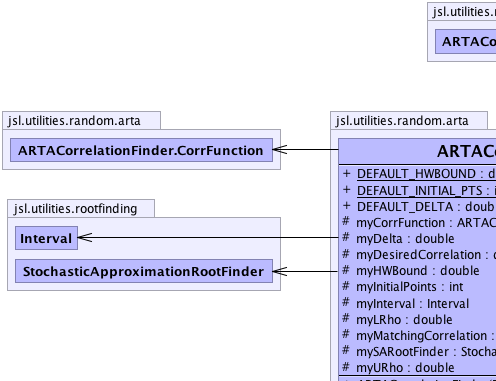 jsl.utilities.r
ARTACo
jsl.utilities.random.arta
ARTACorrelationFinder.CorrFunction
jsl.utilities.rootfinding
Interval
StochasticApproximationRootFinder
jsl.utilities.random.arta
ARTACo
+ DEFAULT_HWBOUND : d
+ DEFAULT_INITIAL_PTS : i
+ DEFAULT_DELTA : doub
# myCorrFunction : ARTAC
# myDelta : double
# myDesiredCorrelation : d
# myHWBound : double
# myInitialPoints : int
# myInterval : Interval
# myLRho : double
# myMatchingCorrelation :
# mySARootFinder : Stocha
# myURho : double